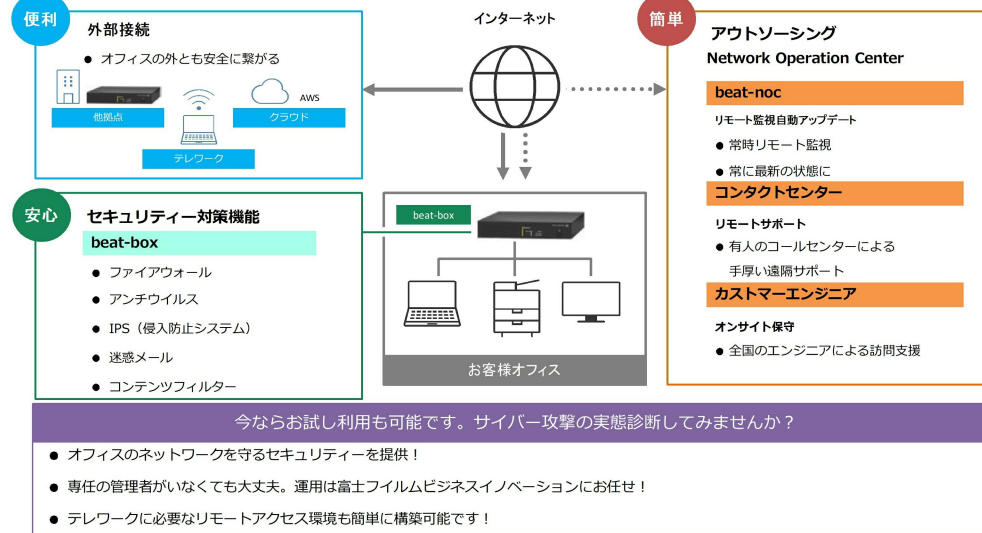 便利
外部接続
● オフィスの外とも安全に繋がる
AWS
他拠点
クラウド
テレワーク
インターネット
簡単
アウトソーシング
Network Operation Center
beat-noc
リモート監視自動アップデート
● 常時リモート監視
● 常に最新の状態に
コンタクトセンター
リモートサポート
● 有人のコールセンターによる
手厚い遠隔サポート
カストマーエンジニア
オンサイト保守
● 全国のエンジニアによる訪問支援
安心
セキュリティー対策機能
beat-box
● ファイアウォール
● アンチウイルス
● IPS（侵入防止システム）
● 迷惑メール
● コンテンツフィルター
beat-box
お客様オフィス
今ならお試し利用も可能です。サイバー攻撃の実態診断してみませんか？
● オフィスのネットワークを守るセキュリティーを提供！
● 専任の管理者がいなくても大丈夫。運用は富士フイルムビジネスイノベーションにお任せ！
● テレワークに必要なリモートアクセス環境も簡単に構築可能です！